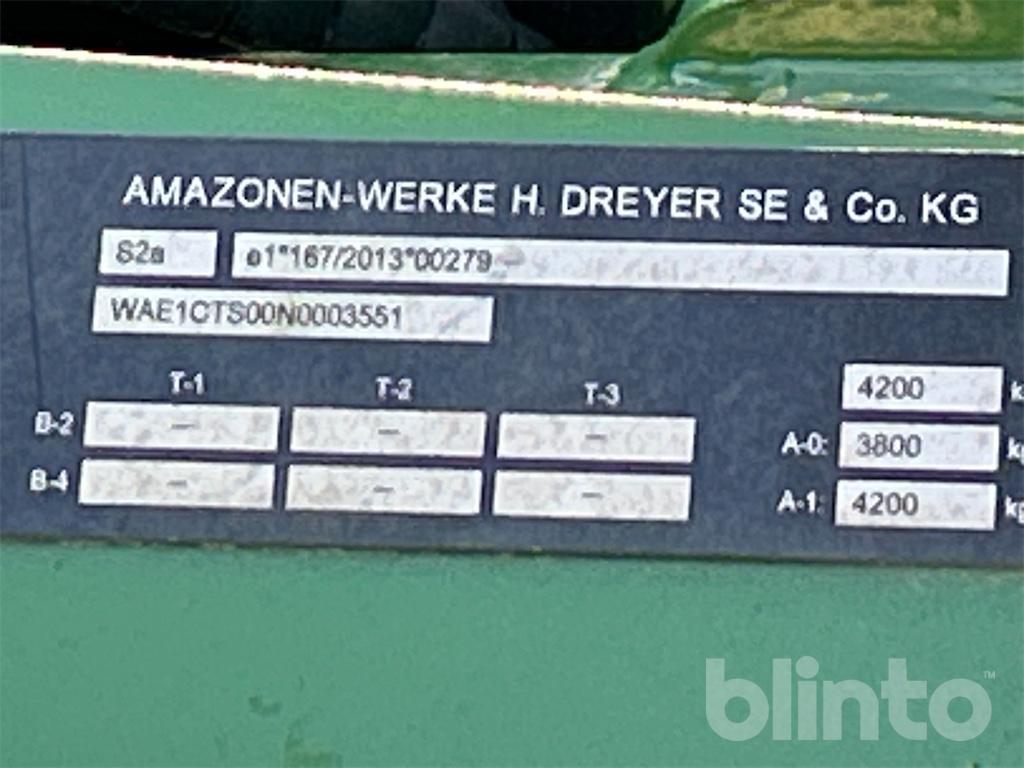 AMAZONEN-WERKE H. DREYER SE & Co. KG
S2a e1*167/2013*00279
WAE1CTS00N0003551
T-1 T-2 T-3 4200
B-2 – – – A-0: 3800
B-4 – – – A-1: 4200
blinto™